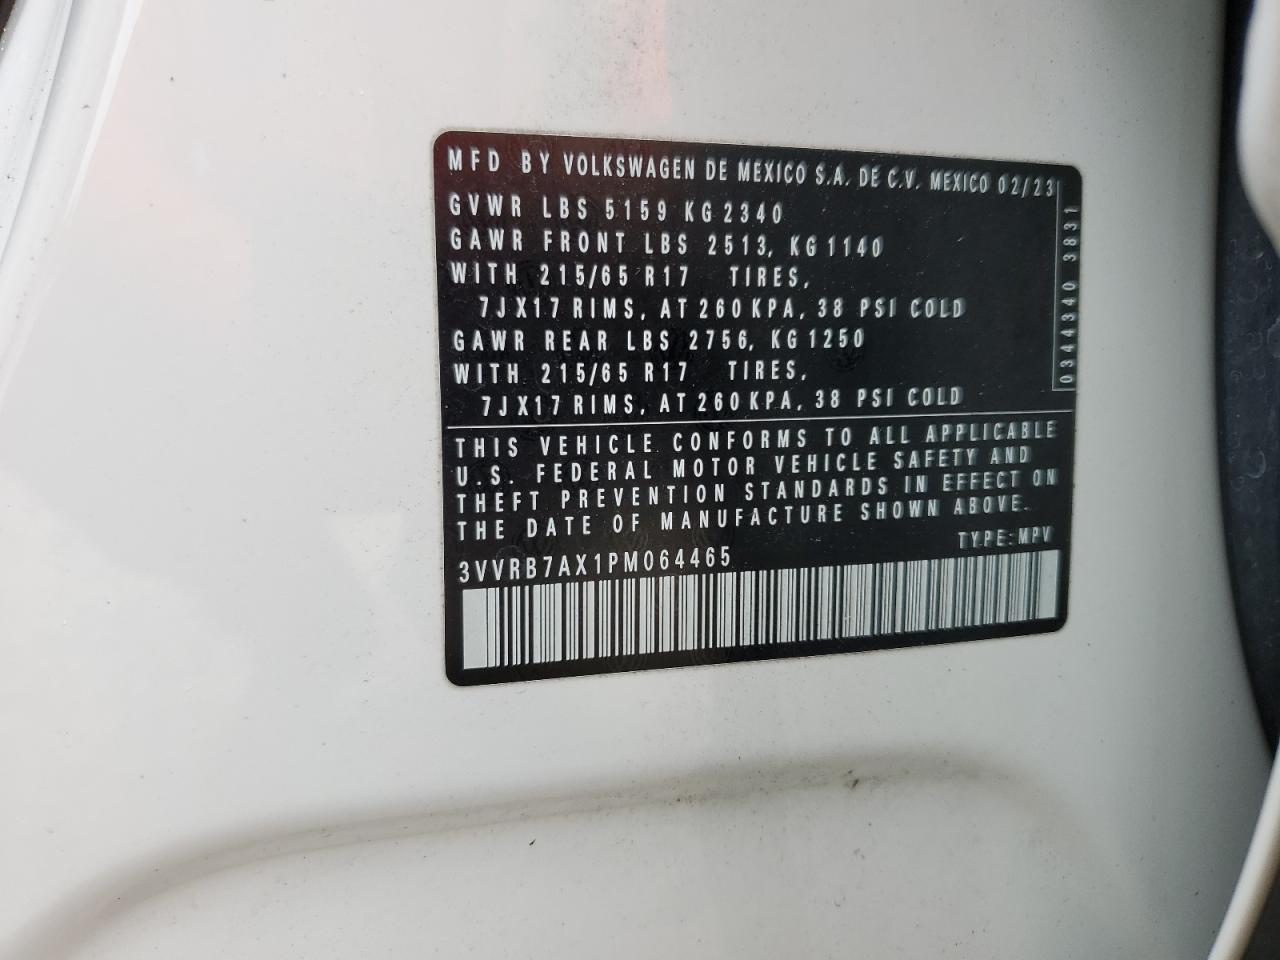 MFD BY VOLKSWAGEN DE MEXICO S.A. DE C.V. MEXICO 02/23
GVWR LBS 5159 KG 2340
GAWR FRONT LBS 2513, KG 1140
WITH 215/65 R17 TIRES,
7JX17 RIMS, AT 260 KPA, 38 PSI COLD
GAWR REAR LBS 2756, KG 1250
WITH 215/65 R17 TIRES,
7JX17 RIMS, AT 260 KPA, 38 PSI COLD
0344340 3831
THIS VEHICLE CONFORMS TO ALL APPLICABLE
U.S. FEDERAL MOTOR VEHICLE SAFETY AND
THEFT PREVENTION STANDARDS IN EFFECT ON
THE DATE OF MANUFACTURE SHOWN ABOVE.
TYPE: MPV
3VVRB7AX1PM064465